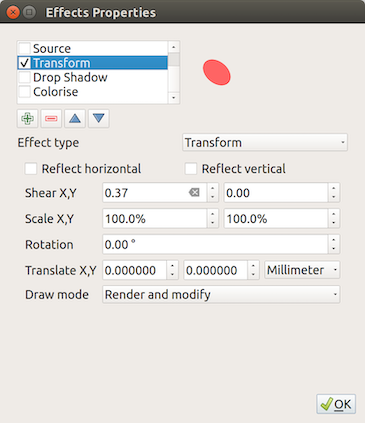 Effects Properties
Source
Transform
Drop Shadow
Colorise
Effect type Transform
Reflect horizontal Reflect vertical
Shear X,Y 0.37 0.00
Scale X,Y 100.0% 100.0%
Rotation 0.00 °
Translate X,Y 0.000000 0.000000 Millimeter
Draw mode Render and modify
OK